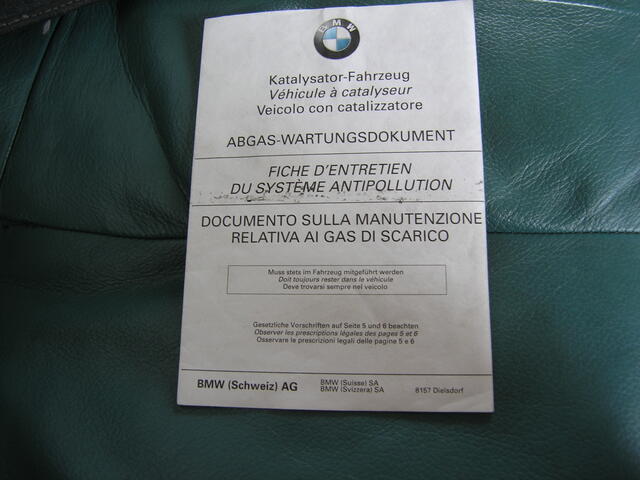 BMW
Katalysator-Fahrzeug
Véhicule à catalyseur
Veicolo con catalizzatore
ABGAS-WARTUNGSDOKUMENT
FICHE D'ENTRETIEN
DU SYSTÈME ANTIPOLLUTION
DOCUMENTO SULLA MANUTENZIONE
RELATIVA AI GAS DI SCARICO
Muss stets im Fahrzeug mitgeführt werden
Doit toujours rester dans le véhicule
Deve trovarsi sempre nel veicolo
Gesetzliche Vorschriften auf Seite 5 und 6 beachten
Observer les prescriptions légales des pages 5 et 6
Osservare le prescrizioni legali delle pagine 5 e 6
BMW (Schweiz) AG
BMW (Suisse) SA
BMW (Svizzera) SA
8157 Dielsdorf